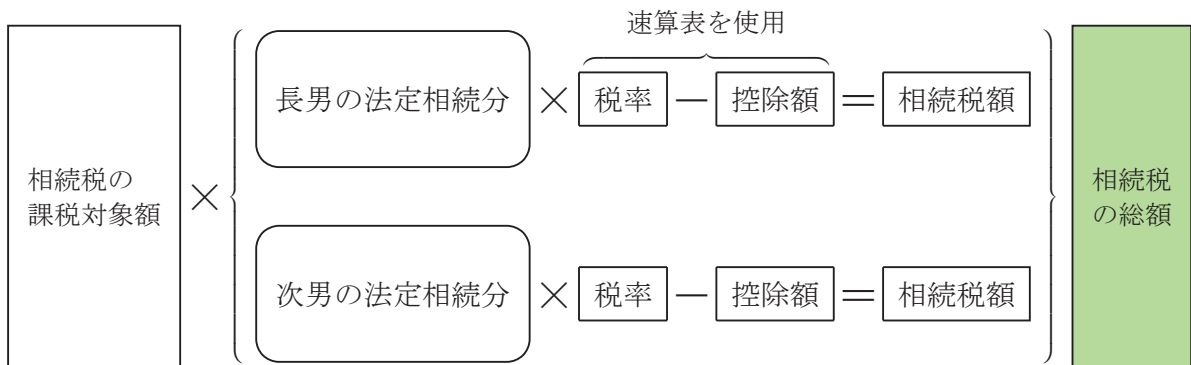 速算表を使用
相続税の
課税対象額
×
長男の法定相続分 × 税率 − 控除額 = 相続税額
次男の法定相続分 × 税率 − 控除額 = 相続税額
相続税
の総額